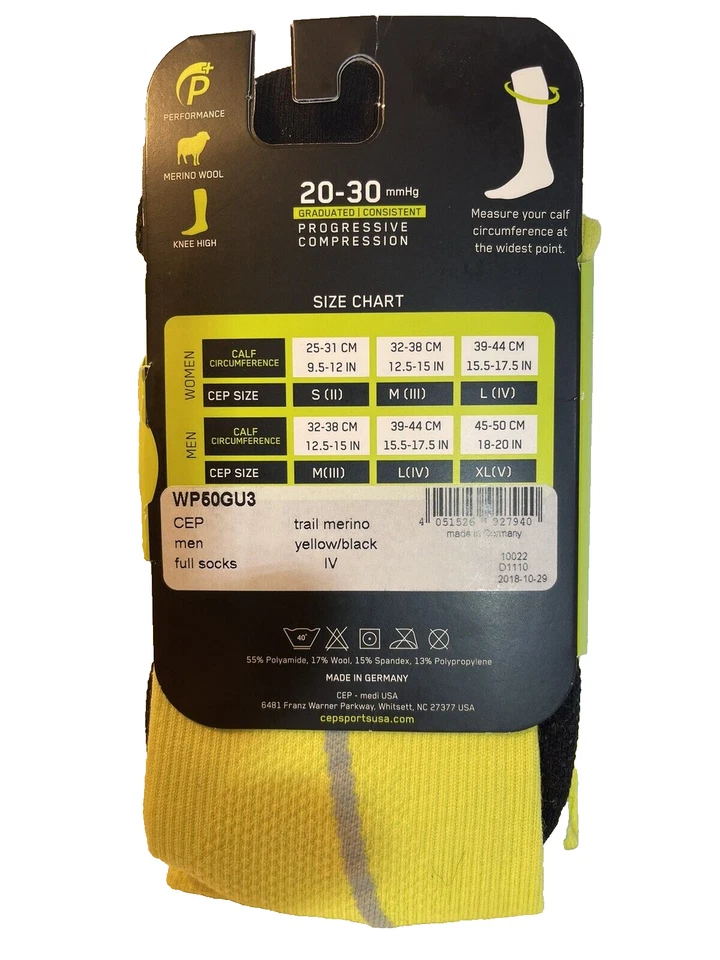 P+
PERFORMANCE
MERINO WOOL
KNEE HIGH
20-30 mmHg
GRADUATED | CONSISTENT
PROGRESSIVE
COMPRESSION
Measure your calf
circumference at
the widest point.
SIZE CHART
WOMEN
CALF CIRCUMFERENCE 25-31 CM 9.5-12 IN 32-38 CM 12.5-15 IN 39-44 CM 15.5-17.5 IN
CEP SIZE S (II) M (III) L (IV)
MEN
CALF CIRCUMFERENCE 32-38 CM 12.5-15 IN 39-44 CM 15.5-17.5 IN 45-50 CM 18-20 IN
CEP SIZE M(III) L(IV) XL(V)
WP50GU3
CEP trail merino
men yellow/black
full socks IV
4 051526 927940
made in Germany
10022
D1110
2018-10-29
40°
55% Polyamide, 17% Wool, 15% Spandex, 13% Polypropylene
MADE IN GERMANY
CEP - medi USA
6481 Franz Warner Parkway, Whitsett, NC 27377 USA
cepsportsusa.com